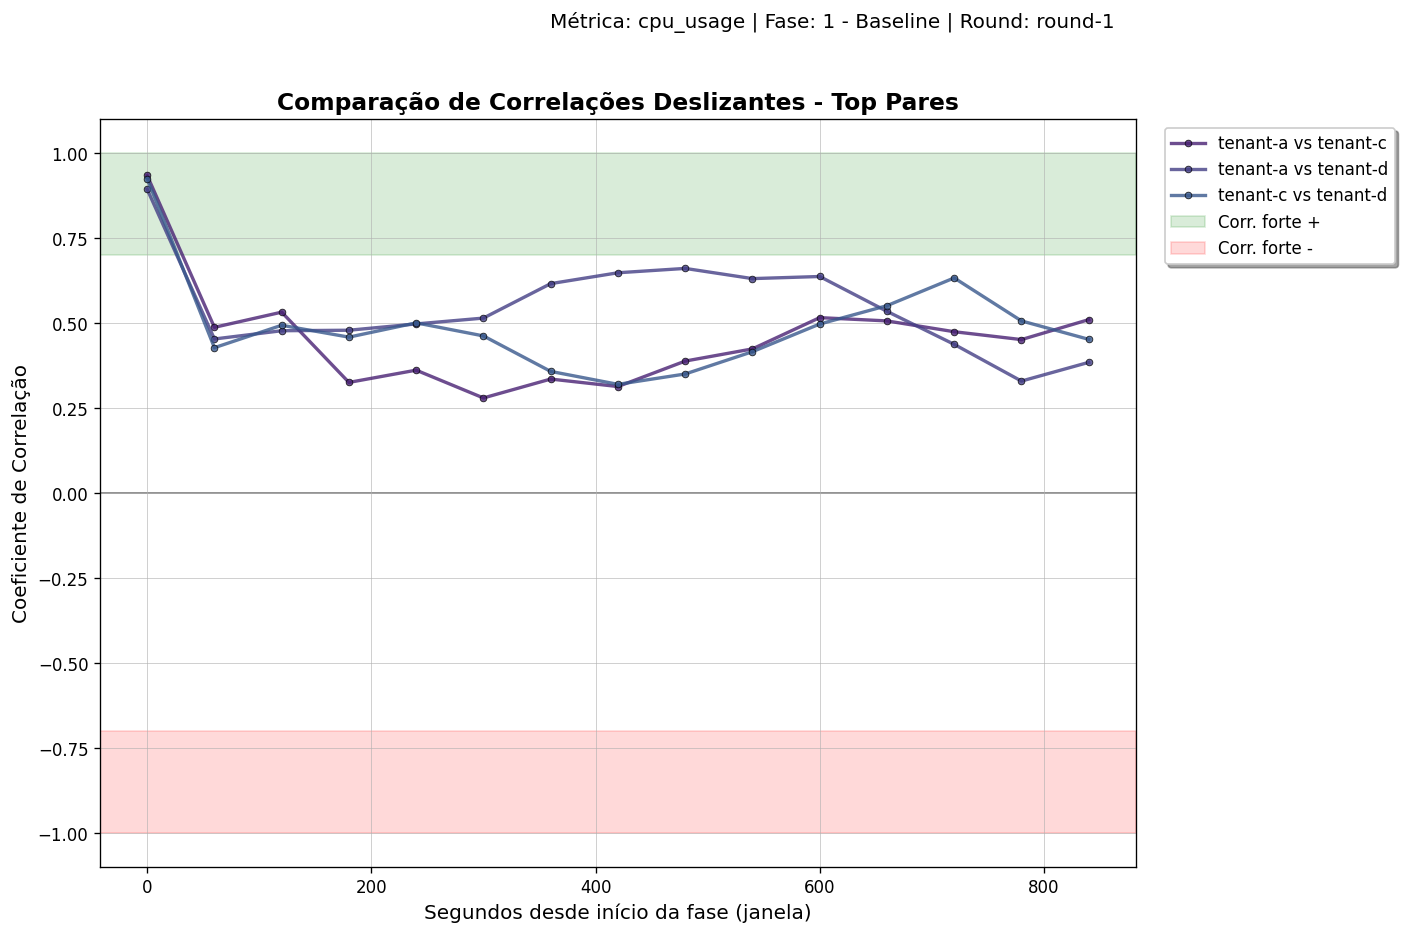 Métrica: cpu_usage | Fase: 1 - Baseline | Round: round-1
Comparação de Correlações Deslizantes - Top Pares
tenant-a vs tenant-c
tenant-a vs tenant-d
tenant-c vs tenant-d
Corr. forte +
Corr. forte -
Coeficiente de Correlação
1.00
0.75
0.50
0.25
0.00
−0.25
−0.50
−0.75
−1.00
0
200
400
600
800
Segundos desde início da fase (janela)